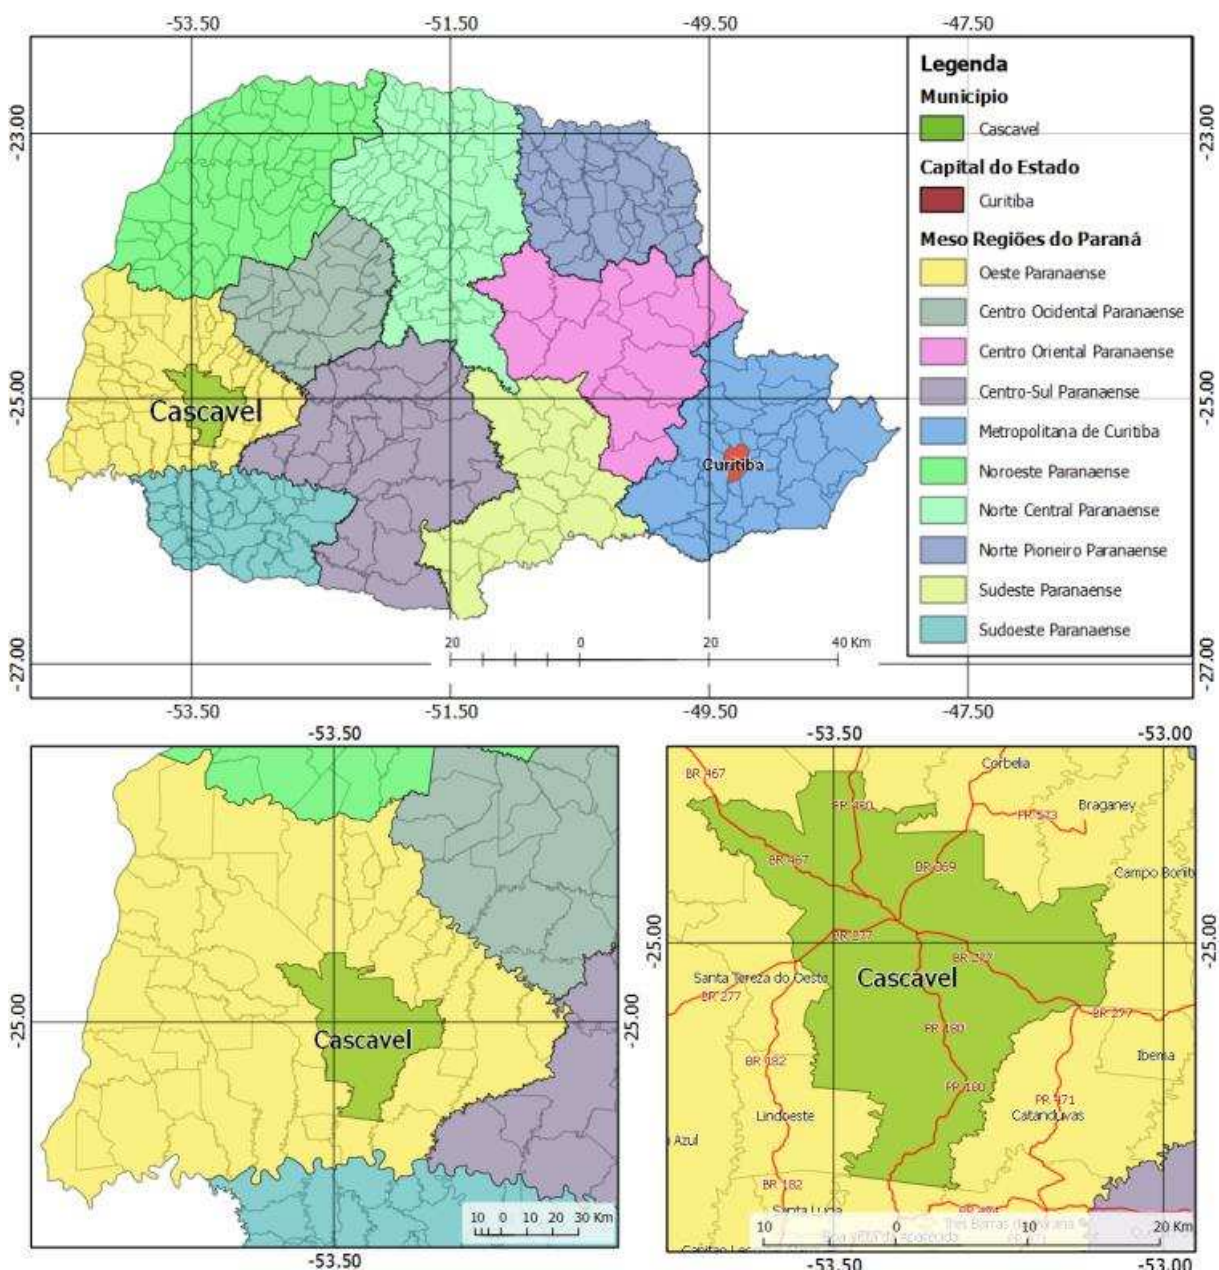 -53.50 -51.50 -49.50 -47.50
-23.00 -23.00
-25.00 -25.00
-27.00 -27.00
Cascavel
Curitiba
Legenda
Município
Cascavel
Capital do Estado
Curitiba
Meso Regiões do Paraná
Oeste Paranaense
Centro Ocidental Paranaense
Centro Oriental Paranaense
Centro-Sul Paranaense
Metropolitana de Curitiba
Noroeste Paranaense
Norte Central Paranaense
Norte Pioneiro Paranaense
Sudeste Paranaense
Sudoeste Paranaense
20 0 20 40 Km
-53.50 -51.50 -49.50 -47.50
-53.50
-25.00 -25.00
Cascavel
10 0 10 20 30 Km
-53.50
-53.50 -53.00
BR 467
Corbelia
PR 573
Braganey
BR 467
BR 369
Campo Bonit
-25.00
BR 277
BR 277
Santa Tereza do Oeste
Cascavel
BR 277
BR 277
PR 180
Ibema
BR 182
PR 180
PR 471
Lindoeste
Catanduvas
Azul
BR 182
Santa Lucia
Três Barras do Paraná
10 0 10 20 Km
-53.50 -53.00